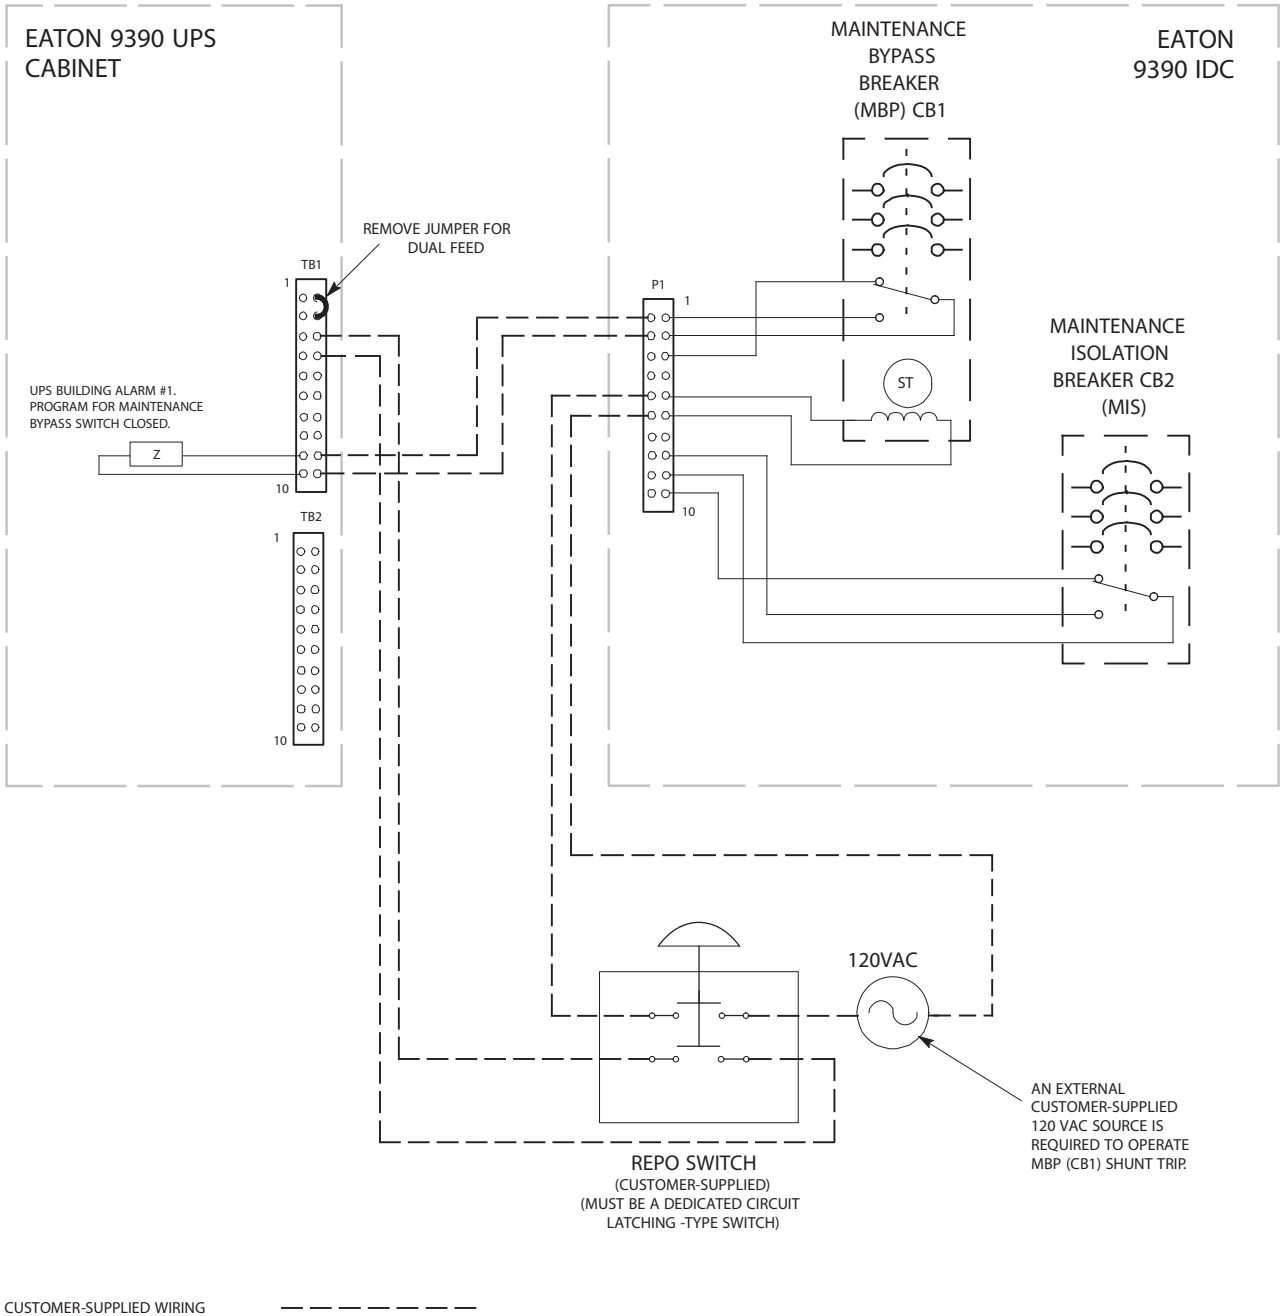 EATON 9390 UPS
CABINET
MAINTENANCE
BYPASS
BREAKER
(MBP) CB1
EATON
9390 IDC
REMOVE JUMPER FOR
DUAL FEED
TB1
1
P1
1
MAINTENANCE
ISOLATION
BREAKER CB2
(MIS)
ST
UPS BUILDING ALARM #1.
PROGRAM FOR MAINTENANCE
BYPASS SWITCH CLOSED.
Z
10
10
TB2
1
10
120VAC
AN EXTERNAL
CUSTOMER-SUPPLIED
120 VAC SOURCE IS
REQUIRED TO OPERATE
MBP (CB1) SHUNT TRIP.
REPO SWITCH
(CUSTOMER-SUPPLIED)
(MUST BE A DEDICATED CIRCUIT
LATCHING -TYPE SWITCH)
CUSTOMER-SUPPLIED WIRING